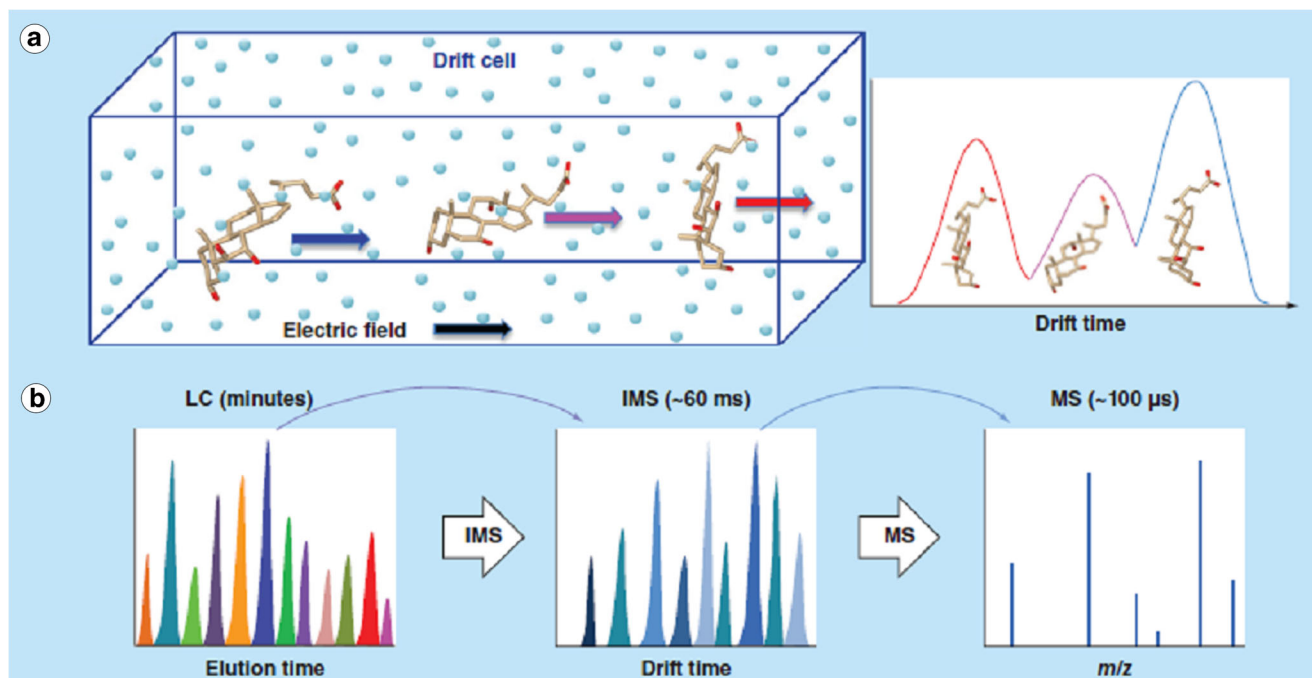 a
Drift cell
Electric field
Drift time
b
LC (minutes)
IMS (~60 ms)
MS (~100 µs)
IMS
MS
Elution time
Drift time
m/z